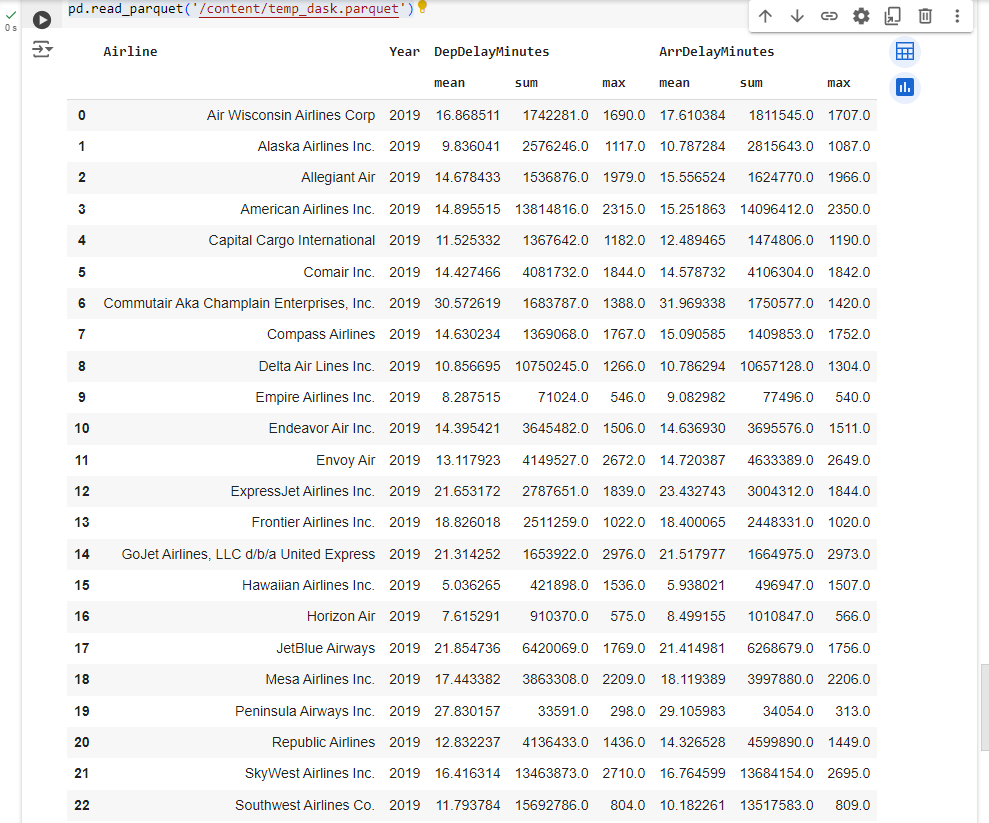 pd.read_parquet('/content/temp_dask.parquet')
0 s
Airline Year DepDelayMinutes ArrDelayMinutes
mean sum max mean sum max
0 Air Wisconsin Airlines Corp 2019 16.868511 1742281.0 1690.0 17.610384 1811545.0 1707.0
1 Alaska Airlines Inc. 2019 9.836041 2576246.0 1117.0 10.787284 2815643.0 1087.0
2 Allegiant Air 2019 14.678433 1536876.0 1979.0 15.556524 1624770.0 1966.0
3 American Airlines Inc. 2019 14.895515 13814816.0 2315.0 15.251863 14096412.0 2350.0
4 Capital Cargo International 2019 11.525332 1367642.0 1182.0 12.489465 1474806.0 1190.0
5 Comair Inc. 2019 14.427466 4081732.0 1844.0 14.578732 4106304.0 1842.0
6 Commutair Aka Champlain Enterprises, Inc. 2019 30.572619 1683787.0 1388.0 31.969338 1750577.0 1420.0
7 Compass Airlines 2019 14.630234 1369068.0 1767.0 15.090585 1409853.0 1752.0
8 Delta Air Lines Inc. 2019 10.856695 10750245.0 1266.0 10.786294 10657128.0 1304.0
9 Empire Airlines Inc. 2019 8.287515 71024.0 546.0 9.082982 77496.0 540.0
10 Endeavor Air Inc. 2019 14.395421 3645482.0 1506.0 14.636930 3695576.0 1511.0
11 Envoy Air 2019 13.117923 4149527.0 2672.0 14.720387 4633389.0 2649.0
12 ExpressJet Airlines Inc. 2019 21.653172 2787651.0 1839.0 23.432743 3004312.0 1844.0
13 Frontier Airlines Inc. 2019 18.826018 2511259.0 1022.0 18.400065 2448331.0 1020.0
14 GoJet Airlines, LLC d/b/a United Express 2019 21.314252 1653922.0 2976.0 21.517977 1664975.0 2973.0
15 Hawaiian Airlines Inc. 2019 5.036265 421898.0 1536.0 5.938021 496947.0 1507.0
16 Horizon Air 2019 7.615291 910370.0 575.0 8.499155 1010847.0 566.0
17 JetBlue Airways 2019 21.854736 6420069.0 1769.0 21.414981 6268679.0 1756.0
18 Mesa Airlines Inc. 2019 17.443382 3863308.0 2209.0 18.119389 3997880.0 2206.0
19 Peninsula Airways Inc. 2019 27.830157 33591.0 298.0 29.105983 34054.0 313.0
20 Republic Airlines 2019 12.832237 4136433.0 1436.0 14.326528 4599890.0 1449.0
21 SkyWest Airlines Inc. 2019 16.416314 13463873.0 2710.0 16.764599 13684154.0 2695.0
22 Southwest Airlines Co. 2019 11.793784 15692786.0 804.0 10.182261 13517583.0 809.0